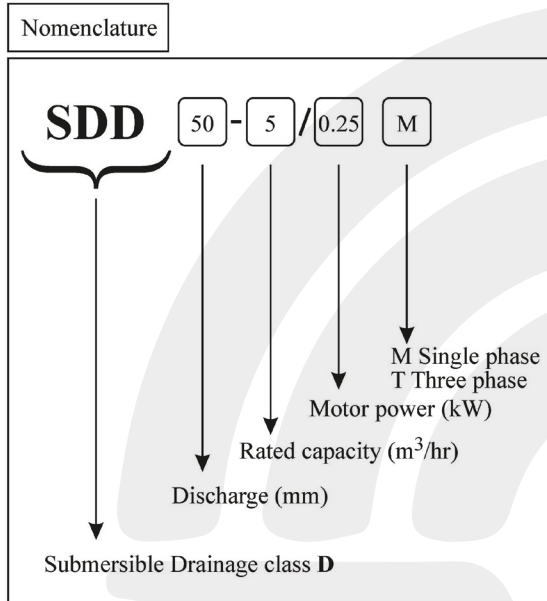 Nomenclature
SDD 50 - 5 / 0.25 M
M Single phase
T Three phase
Motor power (kW)
Rated capacity (m³/hr)
Discharge (mm)
Submersible Drainage class D